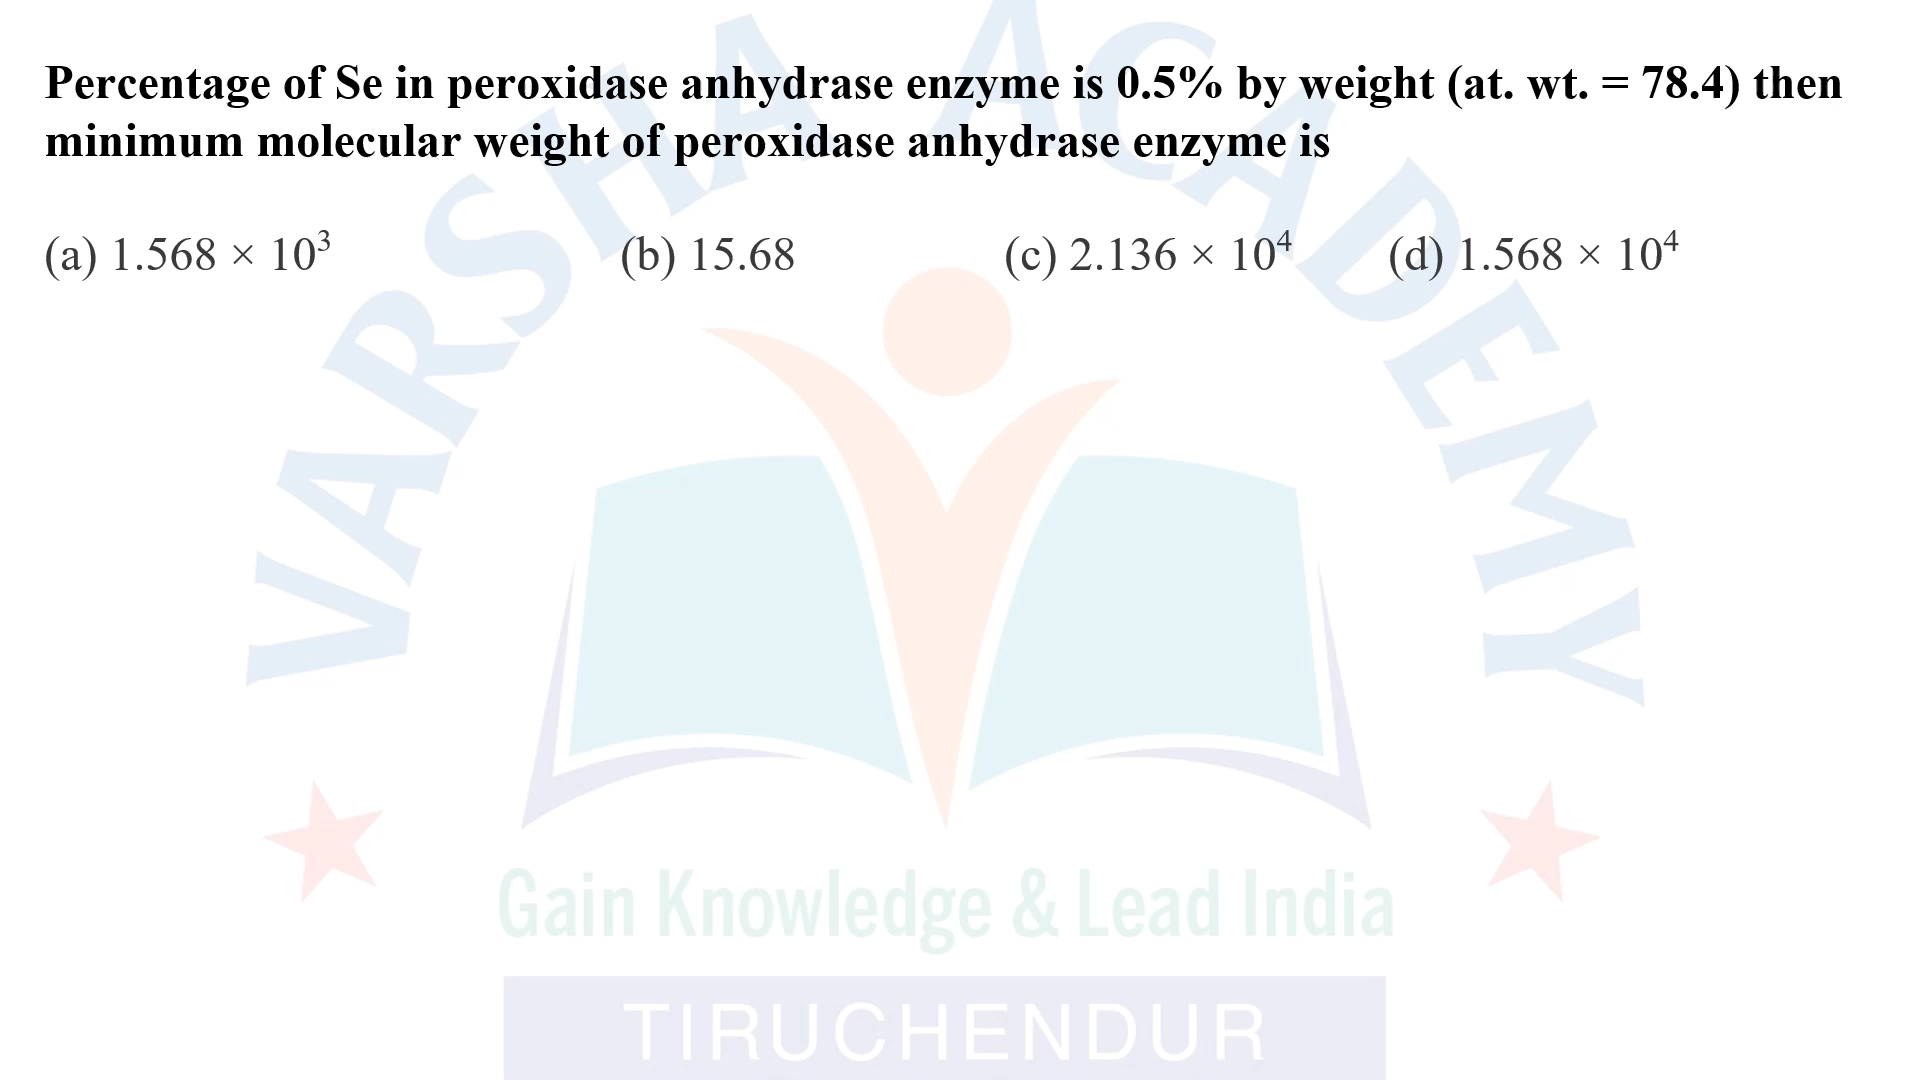 Percentage of Se in peroxidase anhydrase enzyme is 0.5% by weight (at. wt. = 78.4) then
minimum molecular weight of peroxidase anhydrase enzyme is
(a) 1.568 × 10³ (b) 15.68 (c) 2.136 × 10⁴ (d) 1.568 × 10⁴
VARSHA ACADEMY
Gain Knowledge & Lead India
TIRUCHENDUR